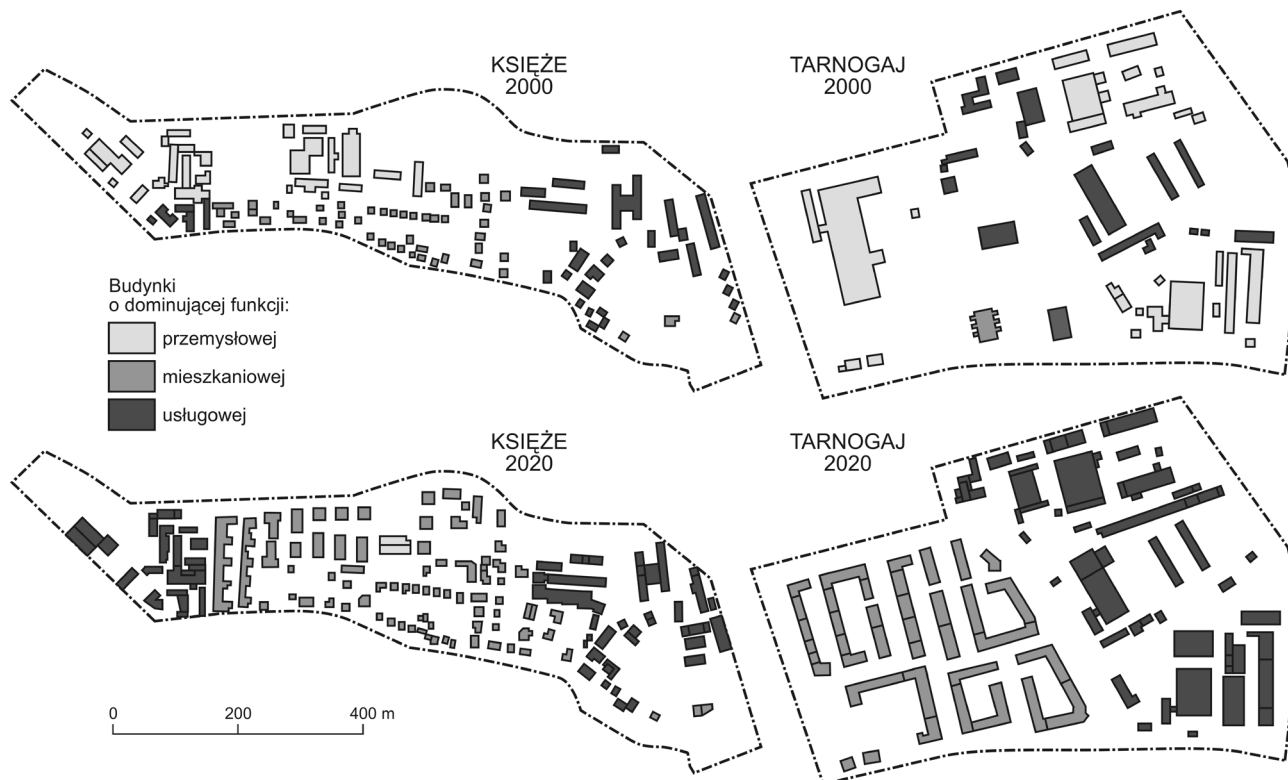 KSIĘŻE
2000
TARNOGAJ
2000
Budynki
o dominującej funkcji:
przemysłowej
mieszkaniowej
usługowej
KSIĘŻE
2020
TARNOGAJ
2020
0 200 400 m